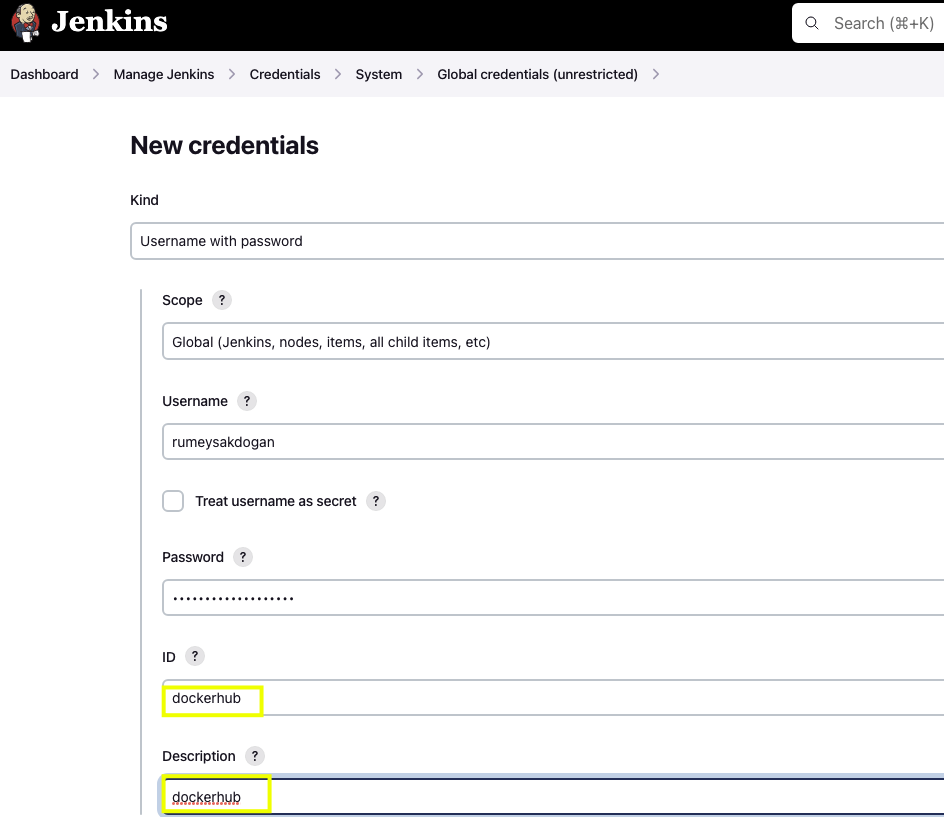 Jenkins
Search (⌘+K)
Dashboard > Manage Jenkins > Credentials > System > Global credentials (unrestricted) >
New credentials
Kind
Username with password
Scope ?
Global (Jenkins, nodes, items, all child items, etc)
Username ?
rumeysakdogan
Treat username as secret ?
Password ?
•••••••••••••••••••
ID ?
dockerhub
Description ?
dockerhub